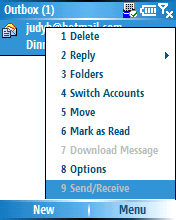 Outbox (1)
judyh@hotmail.com
Dinn
1 Delete
2 Reply
3 Folders
4 Switch Accounts
5 Move
6 Mark as Read
7 Download Message
8 Options
9 Send/Receive
New
Menu